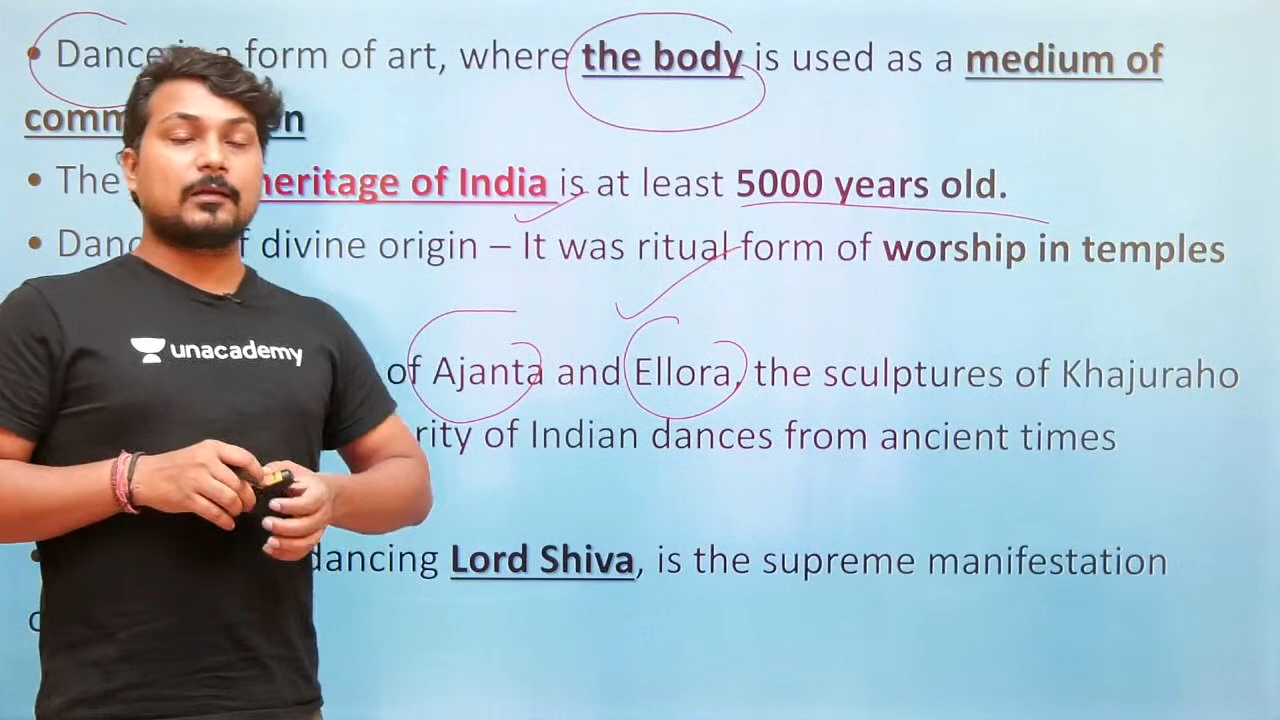 • Dance is a form of art, where the body is used as a medium of
comm n
• The heritage of India is at least 5000 years old.
• Danc f divine origin – It was ritual form of worship in temples
of Ajanta and Ellora, the sculptures of Khajuraho
rity of Indian dances from ancient times
dancing Lord Shiva, is the supreme manifestation
unacademy